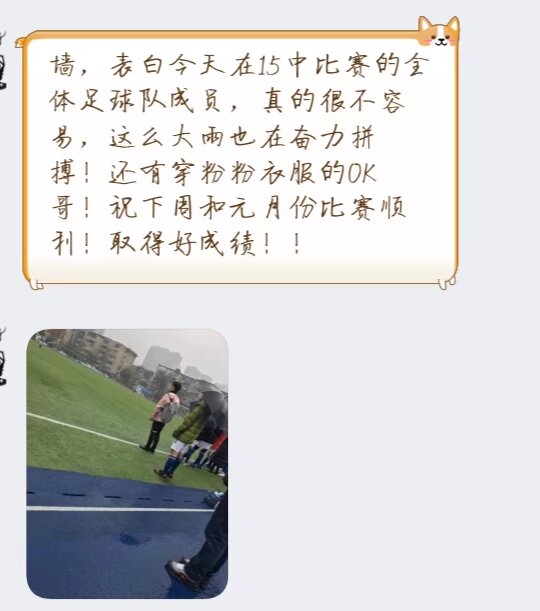 墙，表白今天在15中比赛的全
体足球队成员，真的很不容
易，这么大雨也在奋力拼
搏！还有穿粉粉衣服的OK
哥！祝下周和元月份比赛顺
利！取得好成绩！！